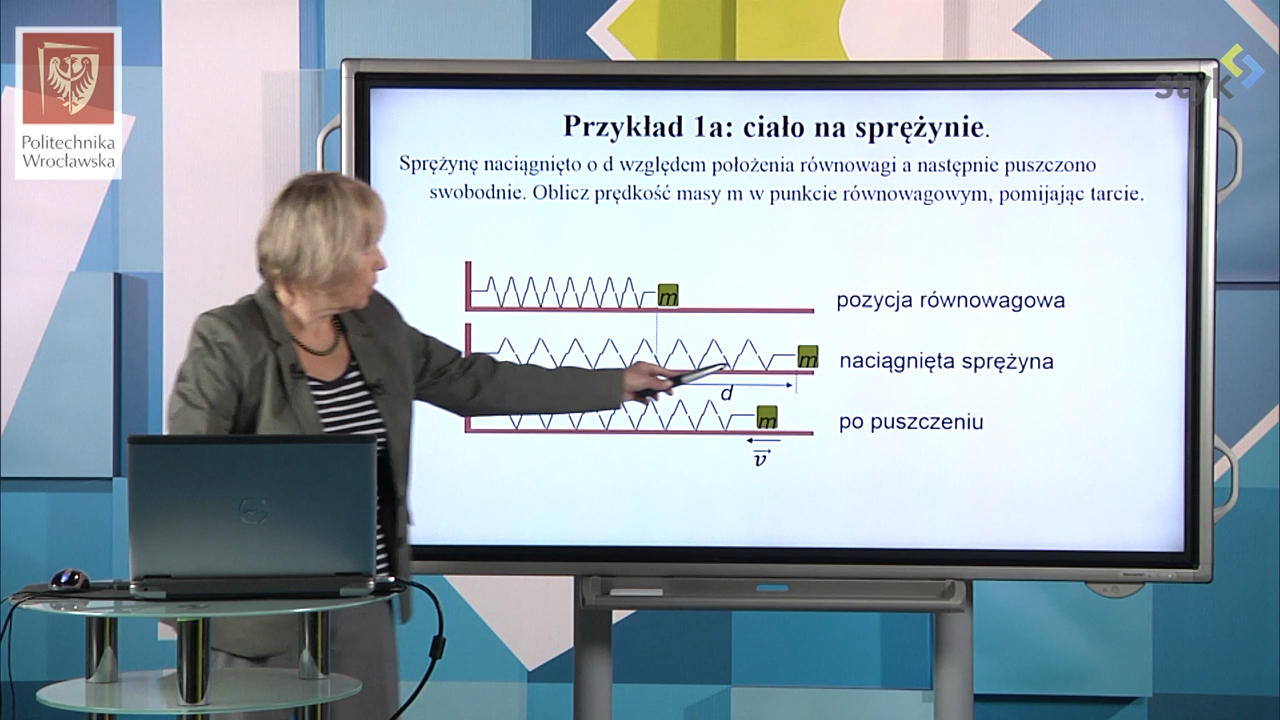 Politechnika
Wrocławska
styk
Przykład 1a: ciało na sprężynie.
Sprężynę naciągnięto o d względem położenia równowagi a następnie puszczono
swobodnie. Oblicz prędkość masy m w punkcie równowagowym, pomijając tarcie.
m
pozycja równowagowa
m
naciągnięta sprężyna
d
m
po puszczeniu
v